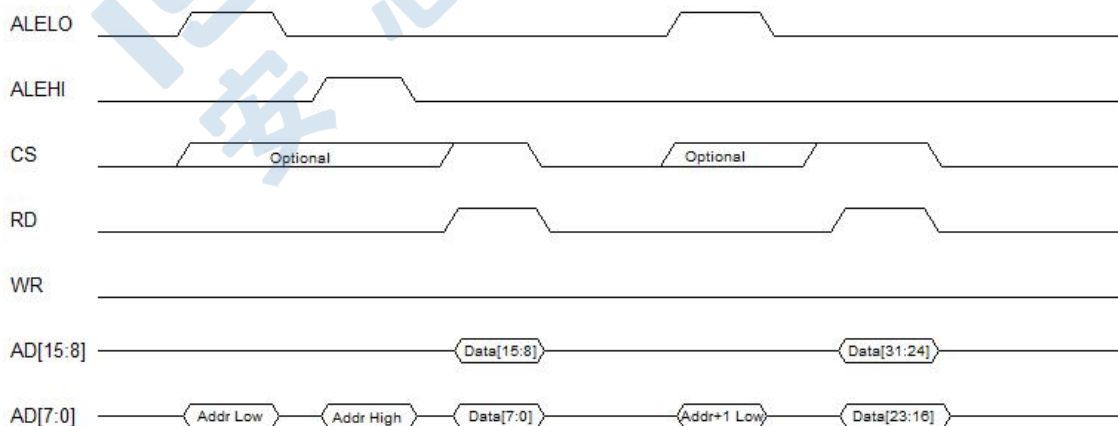 ALELO
ALEHI
CS Optional Optional
RD
WR
AD[15:8] Data[15:8] Data[31:24]
AD[7:0] Addr Low Addr High Data[7:0] Addr+1 Low Data[23:16]
安